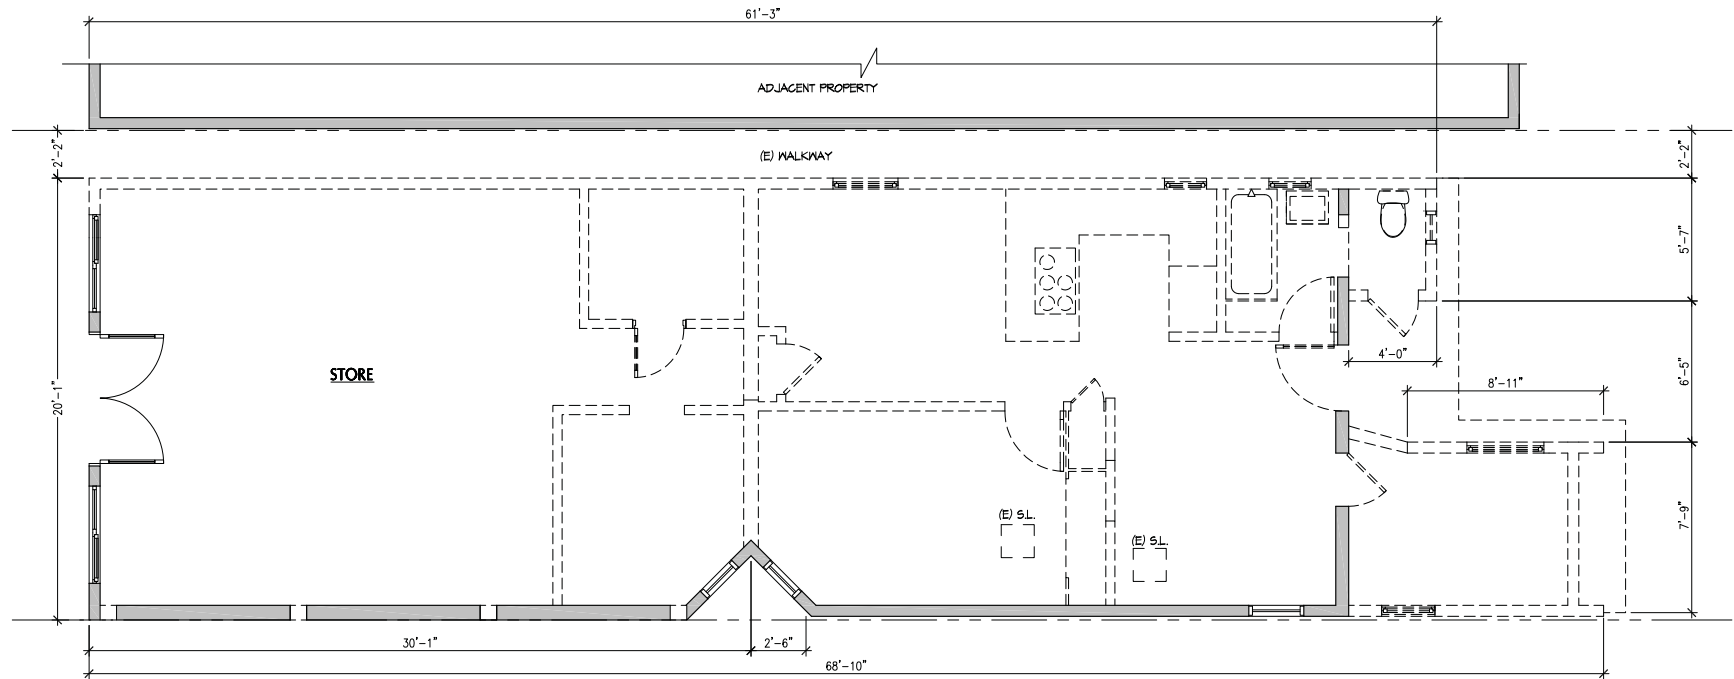 61'-3"
ADJACENT PROPERTY
(E) WALKWAY
2'-2"
2'-2"
5'-7"
STORE
4'-0"
6'-5"
8'-11"
20'-1"
(E) S.L.
(E) S.L.
7'-9"
30'-1"
2'-6"
68'-10"